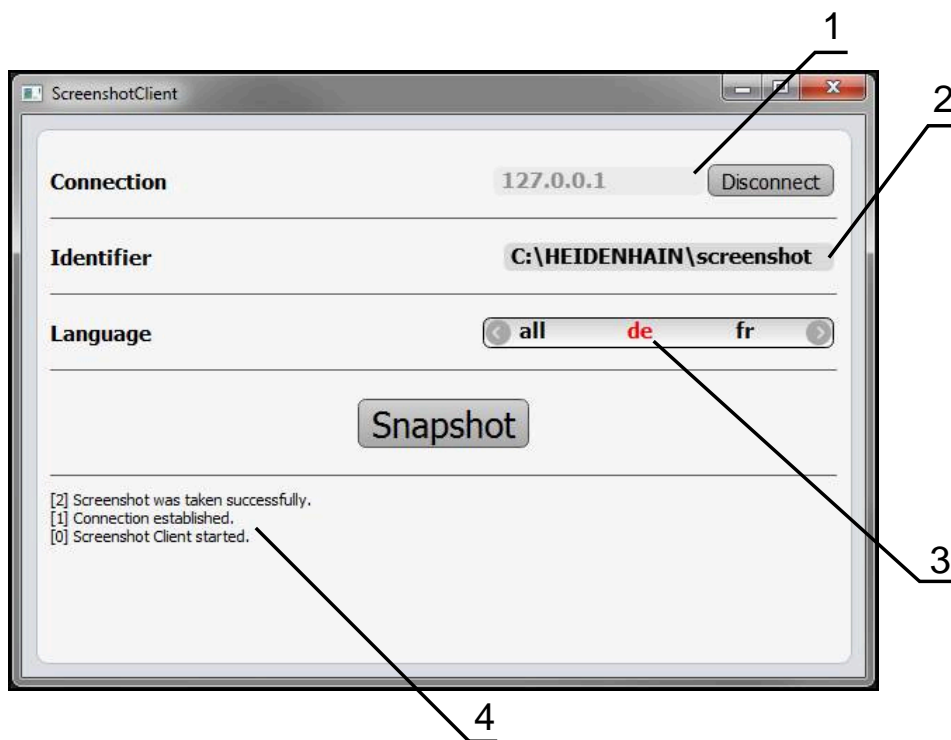 1
ScreenshotClient
2
Connection 127.0.0.1 Disconnect
Identifier C:\HEIDENHAIN\screenshot
Language all de fr
Snapshot
[2] Screenshot was taken successfully.
[1] Connection established.
[0] Screenshot Client started.
3
4